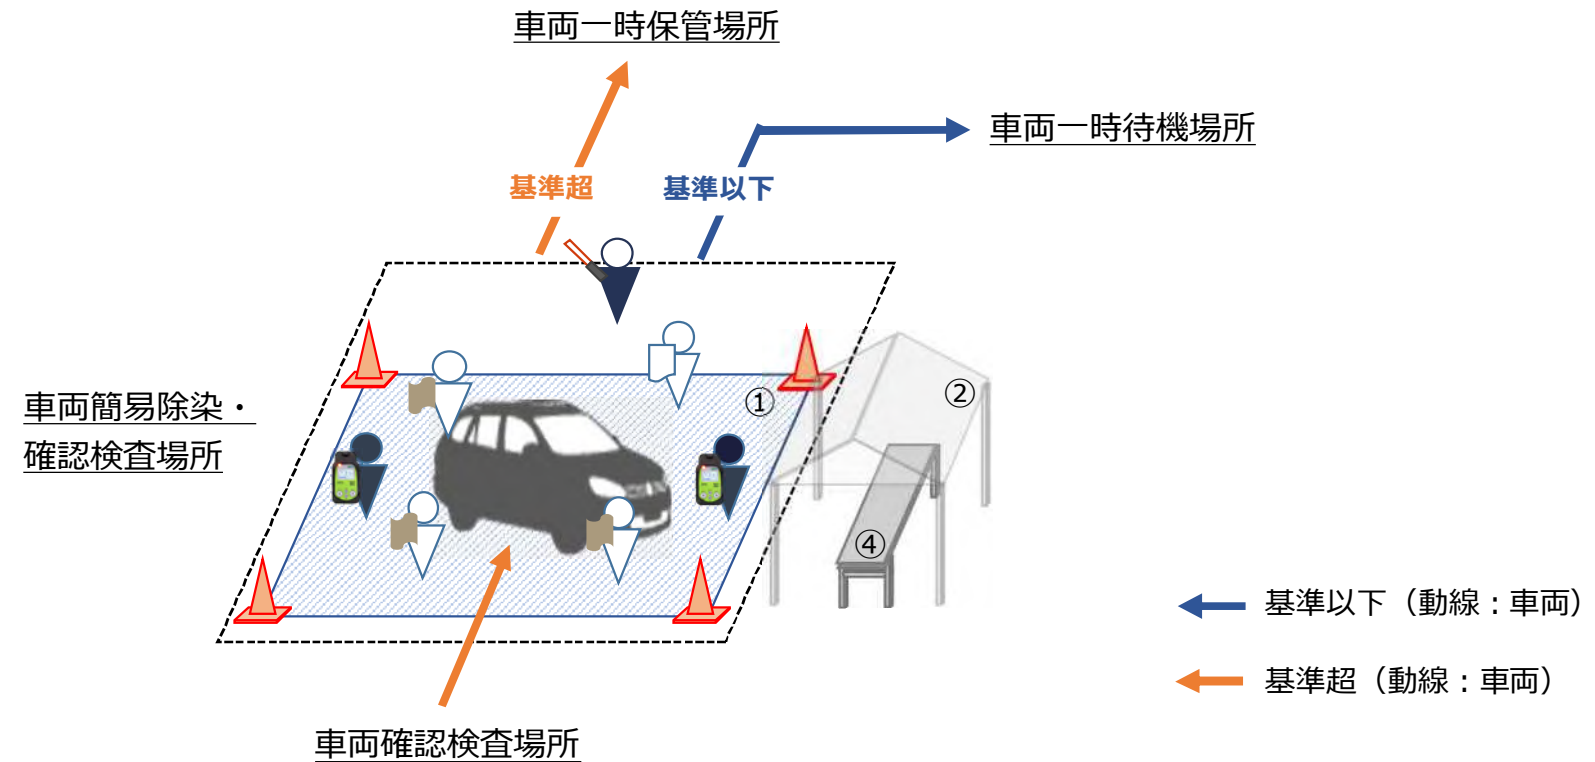 車両一時保管場所
車両一時待機場所
基準超
基準以下
車両簡易除染・
確認検査場所
①
②
④
基準以下（動線：車両）
基準超（動線：車両）
車両確認検査場所